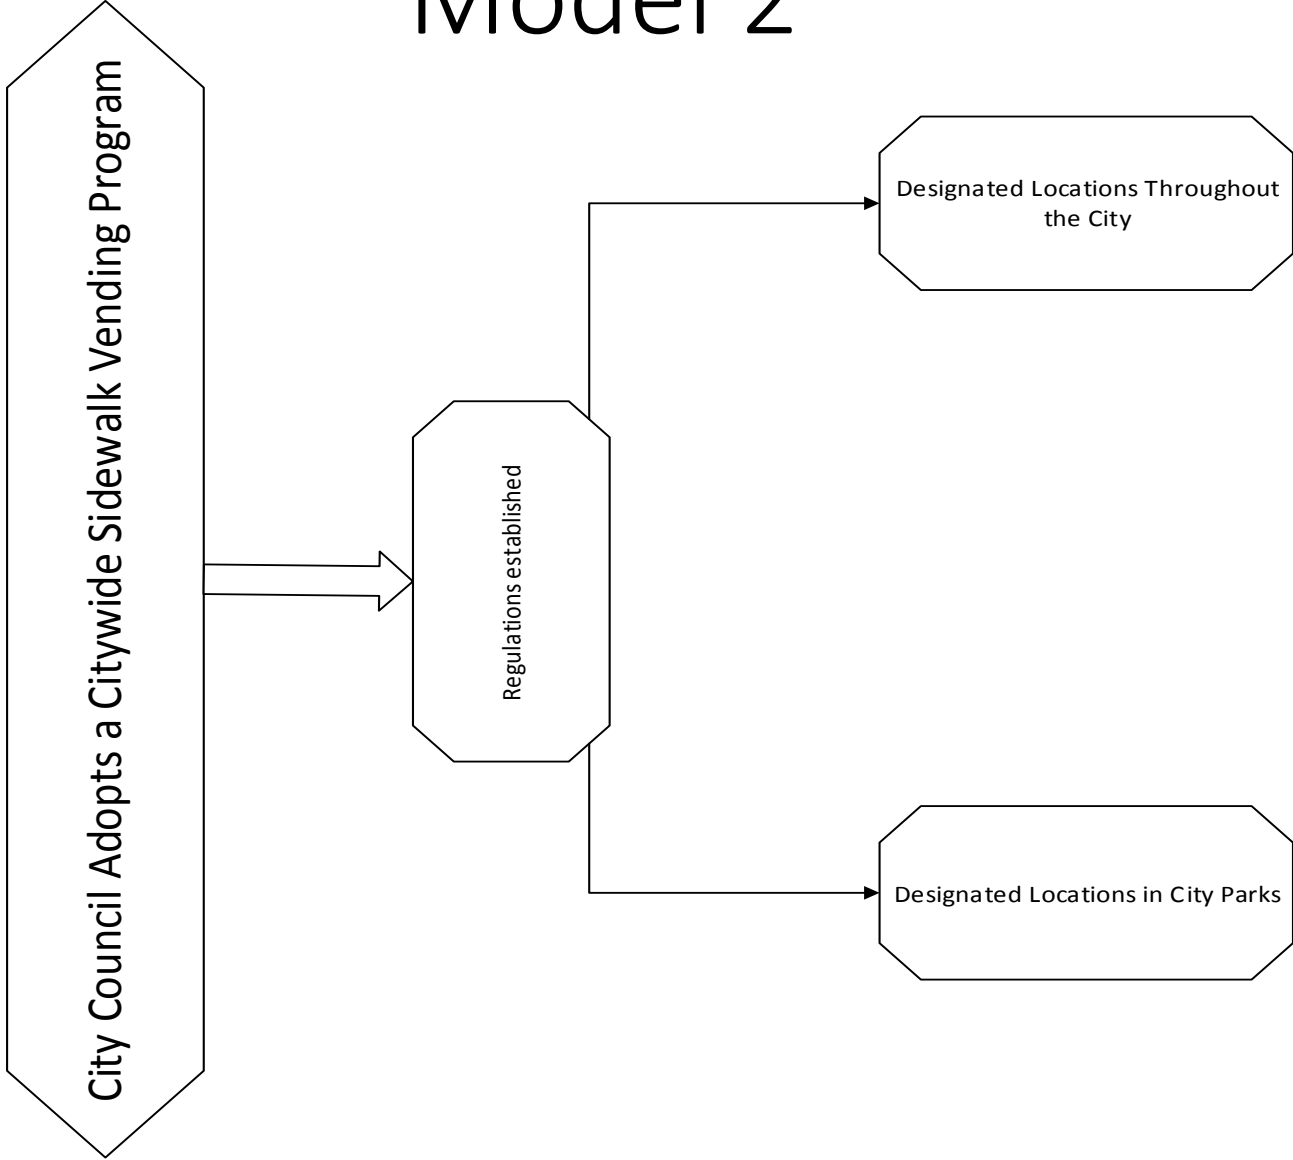 Model 2
City Council Adopts a Citywide Sidewalk Vending Program
Regulations established
Designated Locations Throughout
the City
Designated Locations in City Parks